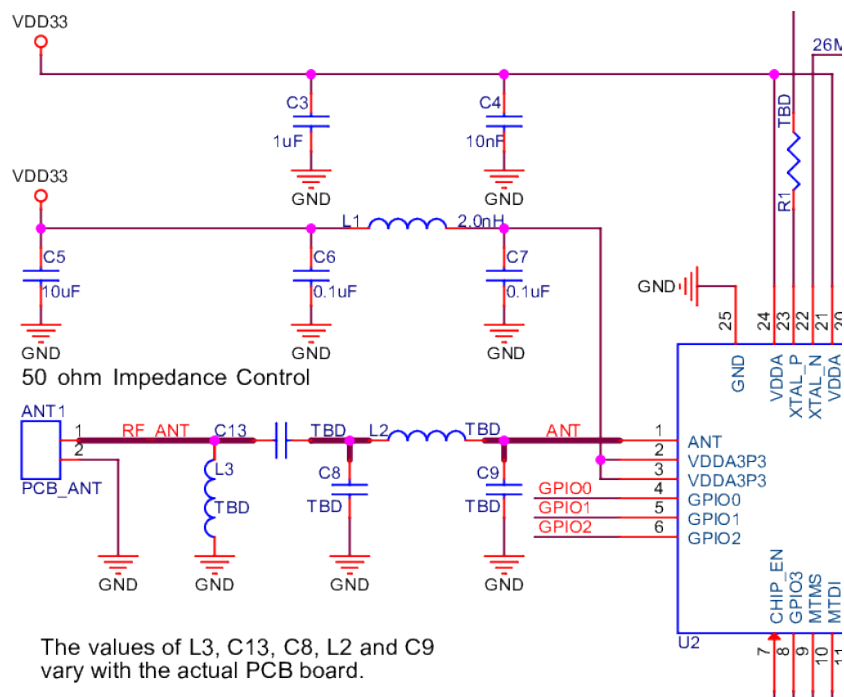 VDD33
26M
C3
1uF
GND
C4
10nF
GND
TBD
R1
VDD33
L1
2.0nH
C5
10uF
GND
C6
0.1uF
GND
C7
0.1uF
GND
GND
25
24
23
22
21
20
GND
VDDA
XTAL_P
XTAL_N
VDDA
50 ohm Impedance Control
ANT1
1
2
PCB_ANT
RF_ANT
C13
TBD
L2
TBD
ANT
L3
TBD
C8
TBD
C9
TBD
GND
GND
GND
GND
GPIO0
GPIO1
GPIO2
1
2
3
4
5
6
ANT
VDDA3P3
VDDA3P3
GPIO0
GPIO1
GPIO2
CHIP_EN
GPIO3
MTMS
MTDI
U2
7
8
9
10
11
The values of L3, C13, C8, L2 and C9
vary with the actual PCB board.